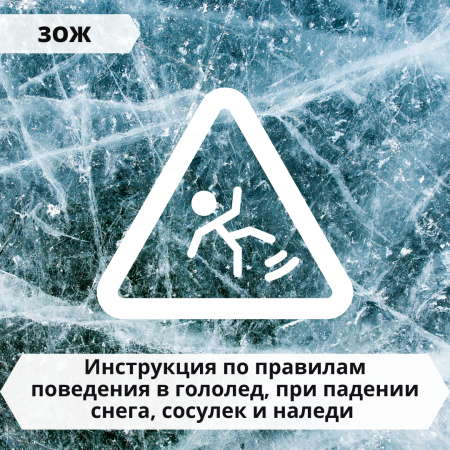 ЗОЖ
Инструкция по правилам
поведения в гололед, при падении
снега, сосулек и наледи